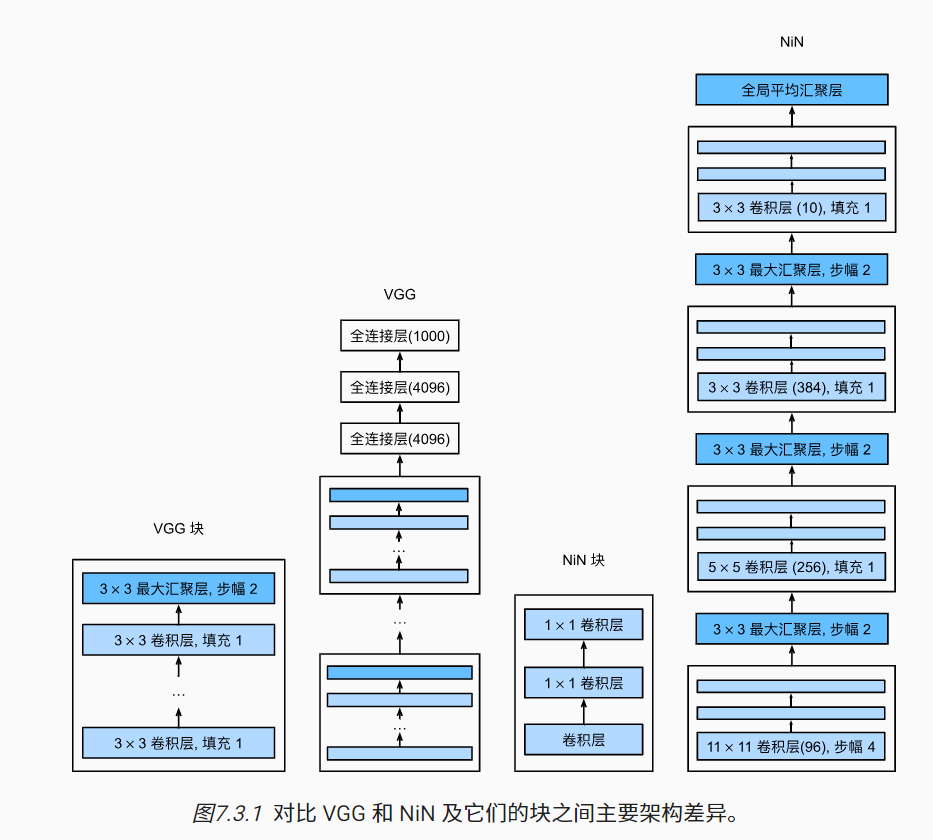 VGG 块
3 × 3 最大汇聚层, 步幅 2
3 × 3 卷积层, 填充 1
...
3 × 3 卷积层, 填充 1
VGG
全连接层(1000)
全连接层(4096)
全连接层(4096)
...
...
...
NiN 块
1 × 1 卷积层
1 × 1 卷积层
卷积层
NiN
全局平均汇聚层
3 × 3 卷积层 (10), 填充 1
3 × 3 最大汇聚层, 步幅 2
3 × 3 卷积层 (384), 填充 1
3 × 3 最大汇聚层, 步幅 2
5 × 5 卷积层 (256), 填充 1
3 × 3 最大汇聚层, 步幅 2
11 × 11 卷积层(96), 步幅 4
图7.3.1 对比 VGG 和 NiN 及它们的块之间主要架构差异。